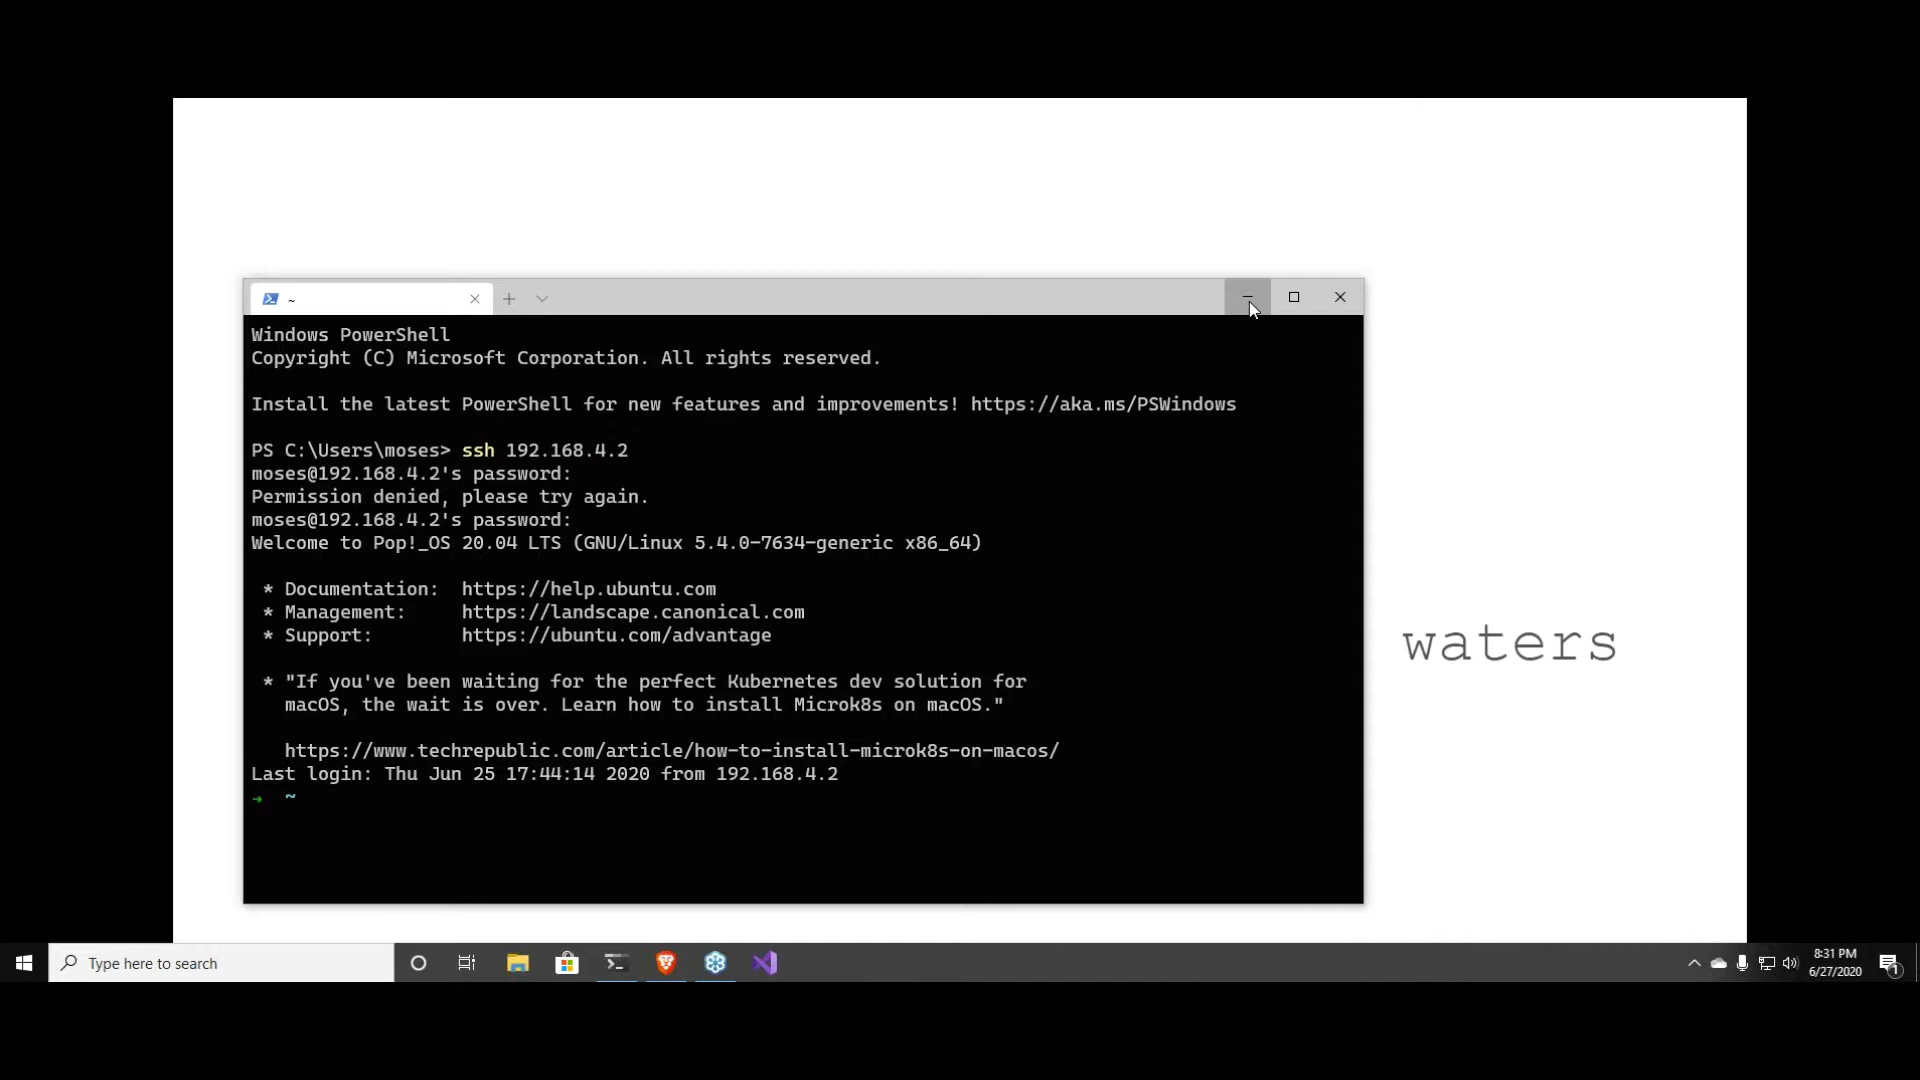 ~
Windows PowerShell
Copyright (C) Microsoft Corporation. All rights reserved.
Install the latest PowerShell for new features and improvements! https://aka.ms/PSWindows
PS C:\Users\moses> ssh 192.168.4.2
moses@192.168.4.2's password:
Permission denied, please try again.
moses@192.168.4.2's password:
Welcome to Pop!_OS 20.04 LTS (GNU/Linux 5.4.0-7634-generic x86_64)
* Documentation:  https://help.ubuntu.com
* Management:     https://landscape.canonical.com
* Support:        https://ubuntu.com/advantage
* "If you've been waiting for the perfect Kubernetes dev solution for
macOS, the wait is over. Learn how to install Microk8s on macOS."
https://www.techrepublic.com/article/how-to-install-microk8s-on-macos/
Last login: Thu Jun 25 17:44:14 2020 from 192.168.4.2
➜  ~
waters
Type here to search
8:31 PM
6/27/2020
1